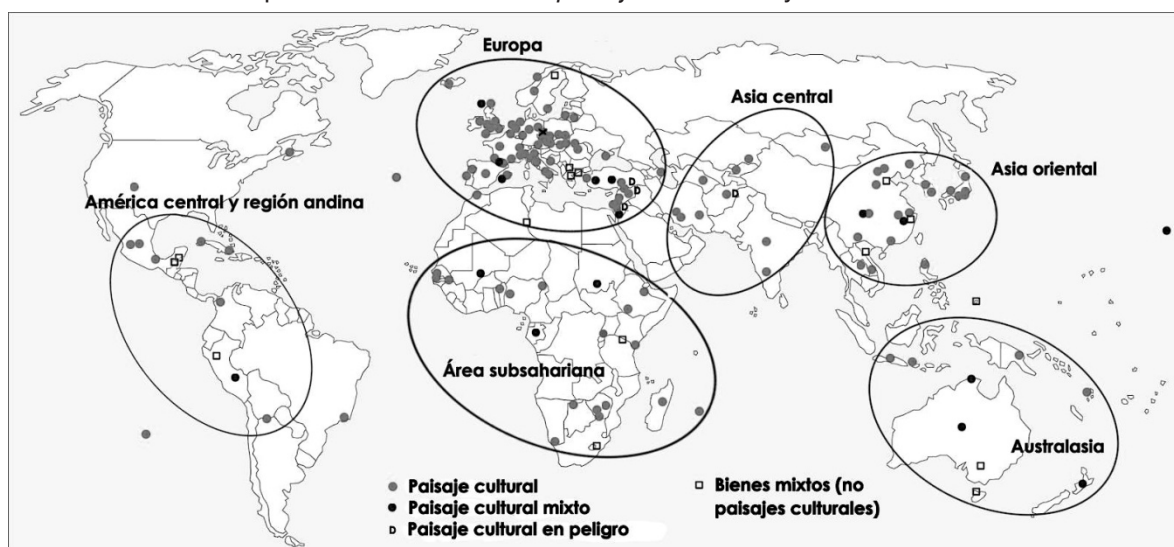 Europa
Asia central
Asia oriental
América central y región andina
Área subsahariana
Australasia
Paisaje cultural
Paisaje cultural mixto
Paisaje cultural en peligro
Bienes mixtos (no
paisajes culturales)